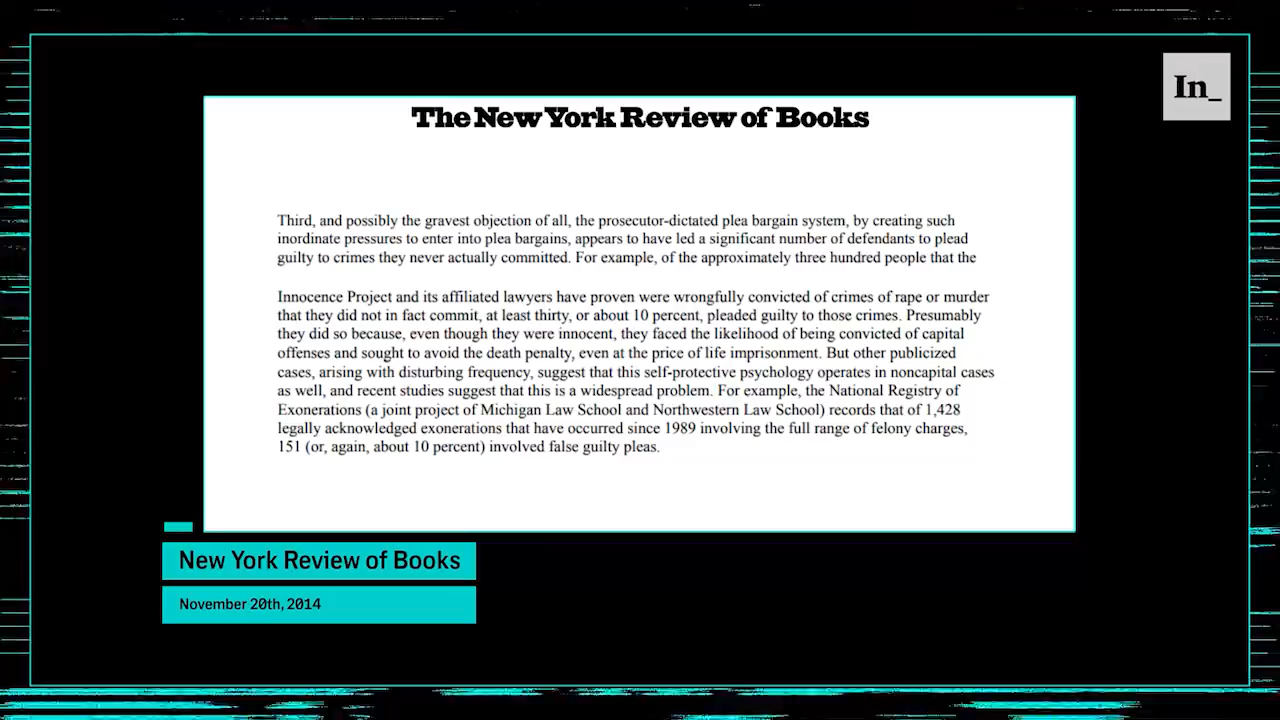 In_
The New York Review of Books
Third, and possibly the gravest objection of all, the prosecutor-dictated plea bargain system, by creating such
inordinate pressures to enter into plea bargains, appears to have led a significant number of defendants to plead
guilty to crimes they never actually committed. For example, of the approximately three hundred people that the
Innocence Project and its affiliated lawyers have proven were wrongfully convicted of crimes of rape or murder
that they did not in fact commit, at least thirty, or about 10 percent, pleaded guilty to those crimes. Presumably
they did so because, even though they were innocent, they faced the likelihood of being convicted of capital
offenses and sought to avoid the death penalty, even at the price of life imprisonment. But other publicized
cases, arising with disturbing frequency, suggest that this self-protective psychology operates in noncapital cases
as well, and recent studies suggest that this is a widespread problem. For example, the National Registry of
Exonerations (a joint project of Michigan Law School and Northwestern Law School) records that of 1,428
legally acknowledged exonerations that have occurred since 1989 involving the full range of felony charges,
151 (or, again, about 10 percent) involved false guilty pleas.
New York Review of Books
November 20th, 2014